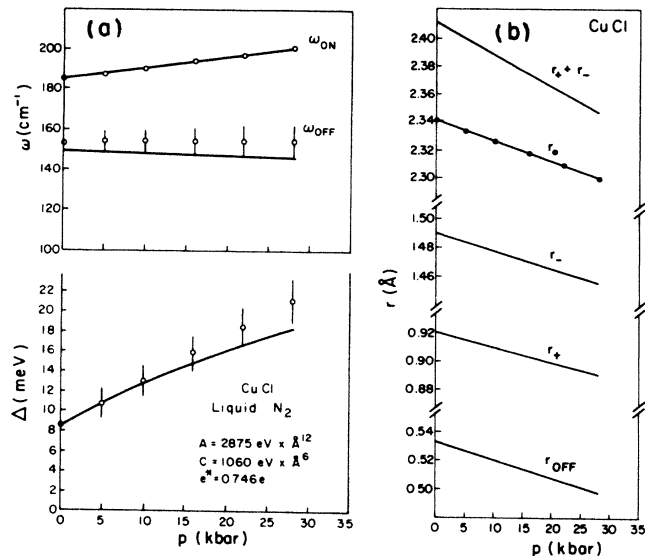 (a)
ω_ON
ω_OFF
ω (cm⁻¹)
200
180
160
140
120
100
Δ (meV)
22
20
18
16
14
12
10
8
6
4
2
0
CuCl
Liquid N₂
A = 2875 eV x Å¹²
C = 1060 eV x Å⁶
e* = 0.746e
0 5 10 15 20 25 30 35
p (kbar)
(b)
CuCl
r₊ + r₋
r₀
r₋
r₊
r_OFF
r (Å)
2.40
2.38
2.36
2.34
2.30
1.50
1.48
1.46
0.92
0.90
0.88
0.54
0.52
0.50
0 5 10 15 20 25 30 35
p (kbar)